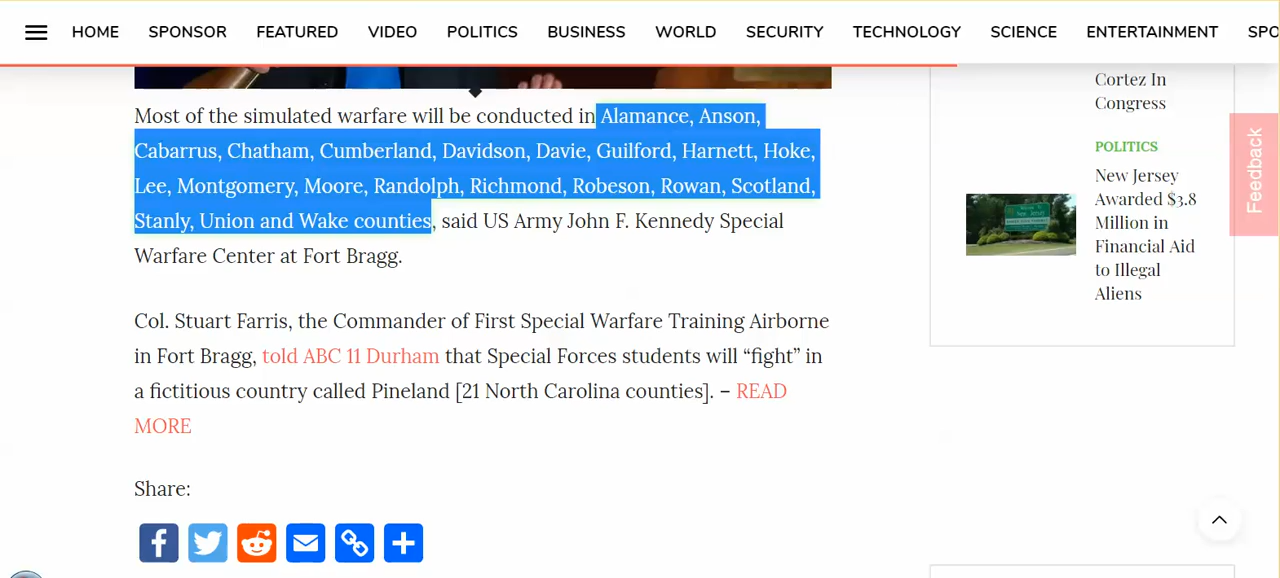 HOME SPONSOR FEATURED VIDEO POLITICS BUSINESS WORLD SECURITY TECHNOLOGY SCIENCE ENTERTAINMENT SPO
Most of the simulated warfare will be conducted in Alamance, Anson,
Cabarrus, Chatham, Cumberland, Davidson, Davie, Guilford, Harnett, Hoke,
Lee, Montgomery, Moore, Randolph, Richmond, Robeson, Rowan, Scotland,
Stanly, Union and Wake counties, said US Army John F. Kennedy Special
Warfare Center at Fort Bragg.
Col. Stuart Farris, the Commander of First Special Warfare Training Airborne
in Fort Bragg, told ABC 11 Durham that Special Forces students will “fight” in
a fictitious country called Pineland [21 North Carolina counties]. – READ
MORE
Share:
Cortez In
Congress
POLITICS
New Jersey
Awarded $3.8
Million in
Financial Aid
to Illegal
Aliens
Feedback